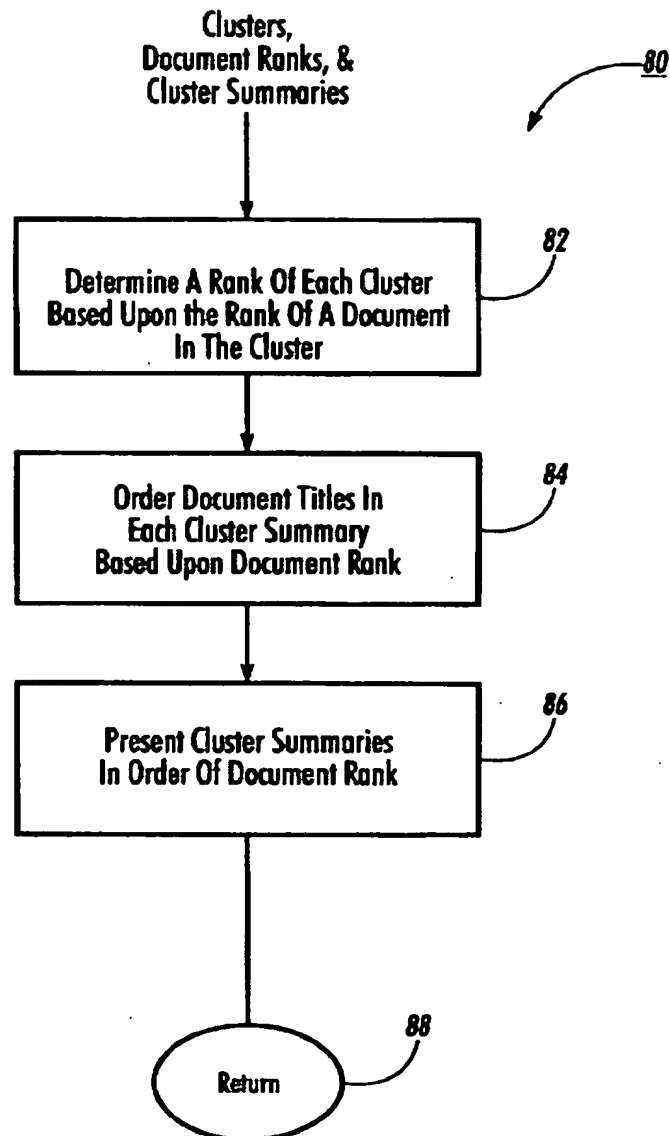 Clusters,
Document Ranks, &
Cluster Summaries
80
82
Determine A Rank Of Each Cluster
Based Upon the Rank Of A Document
In The Cluster
84
Order Document Titles In
Each Cluster Summary
Based Upon Document Rank
86
Present Cluster Summaries
In Order Of Document Rank
88
Return